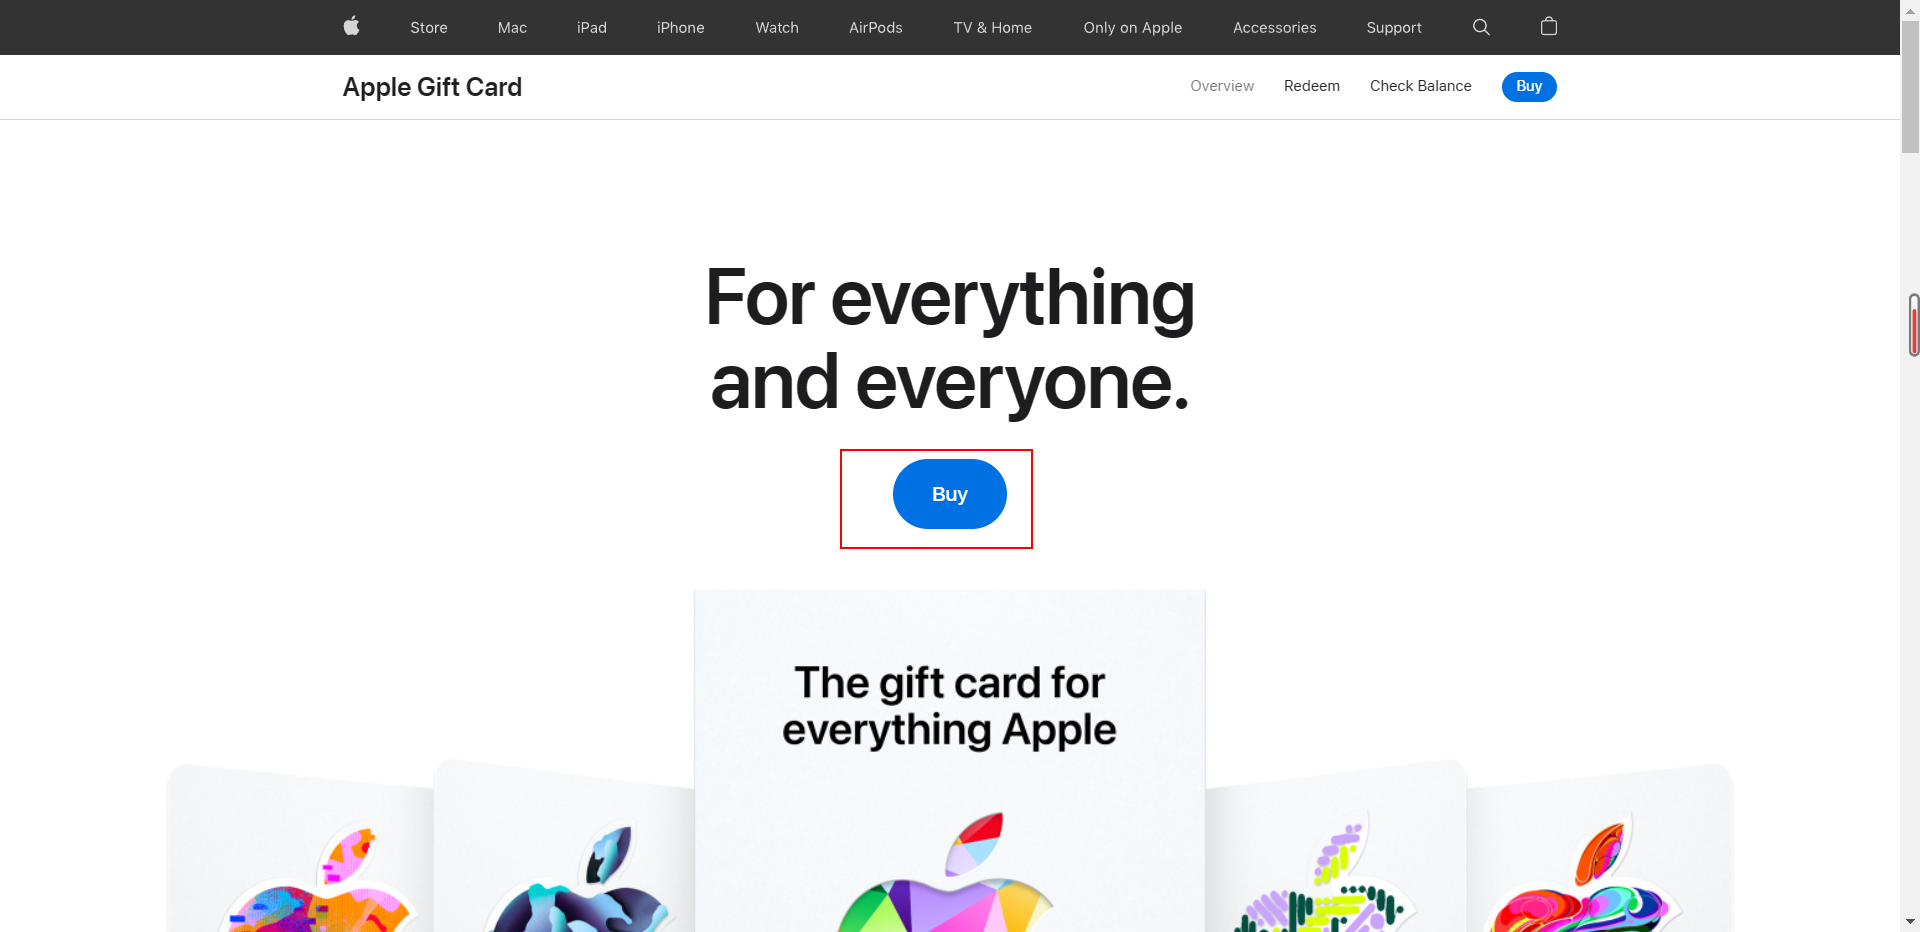 Store Mac iPad iPhone Watch AirPods TV & Home Only on Apple Accessories Support
Apple Gift Card Overview Redeem Check Balance Buy
For everything
and everyone.
Buy
The gift card for
everything Apple